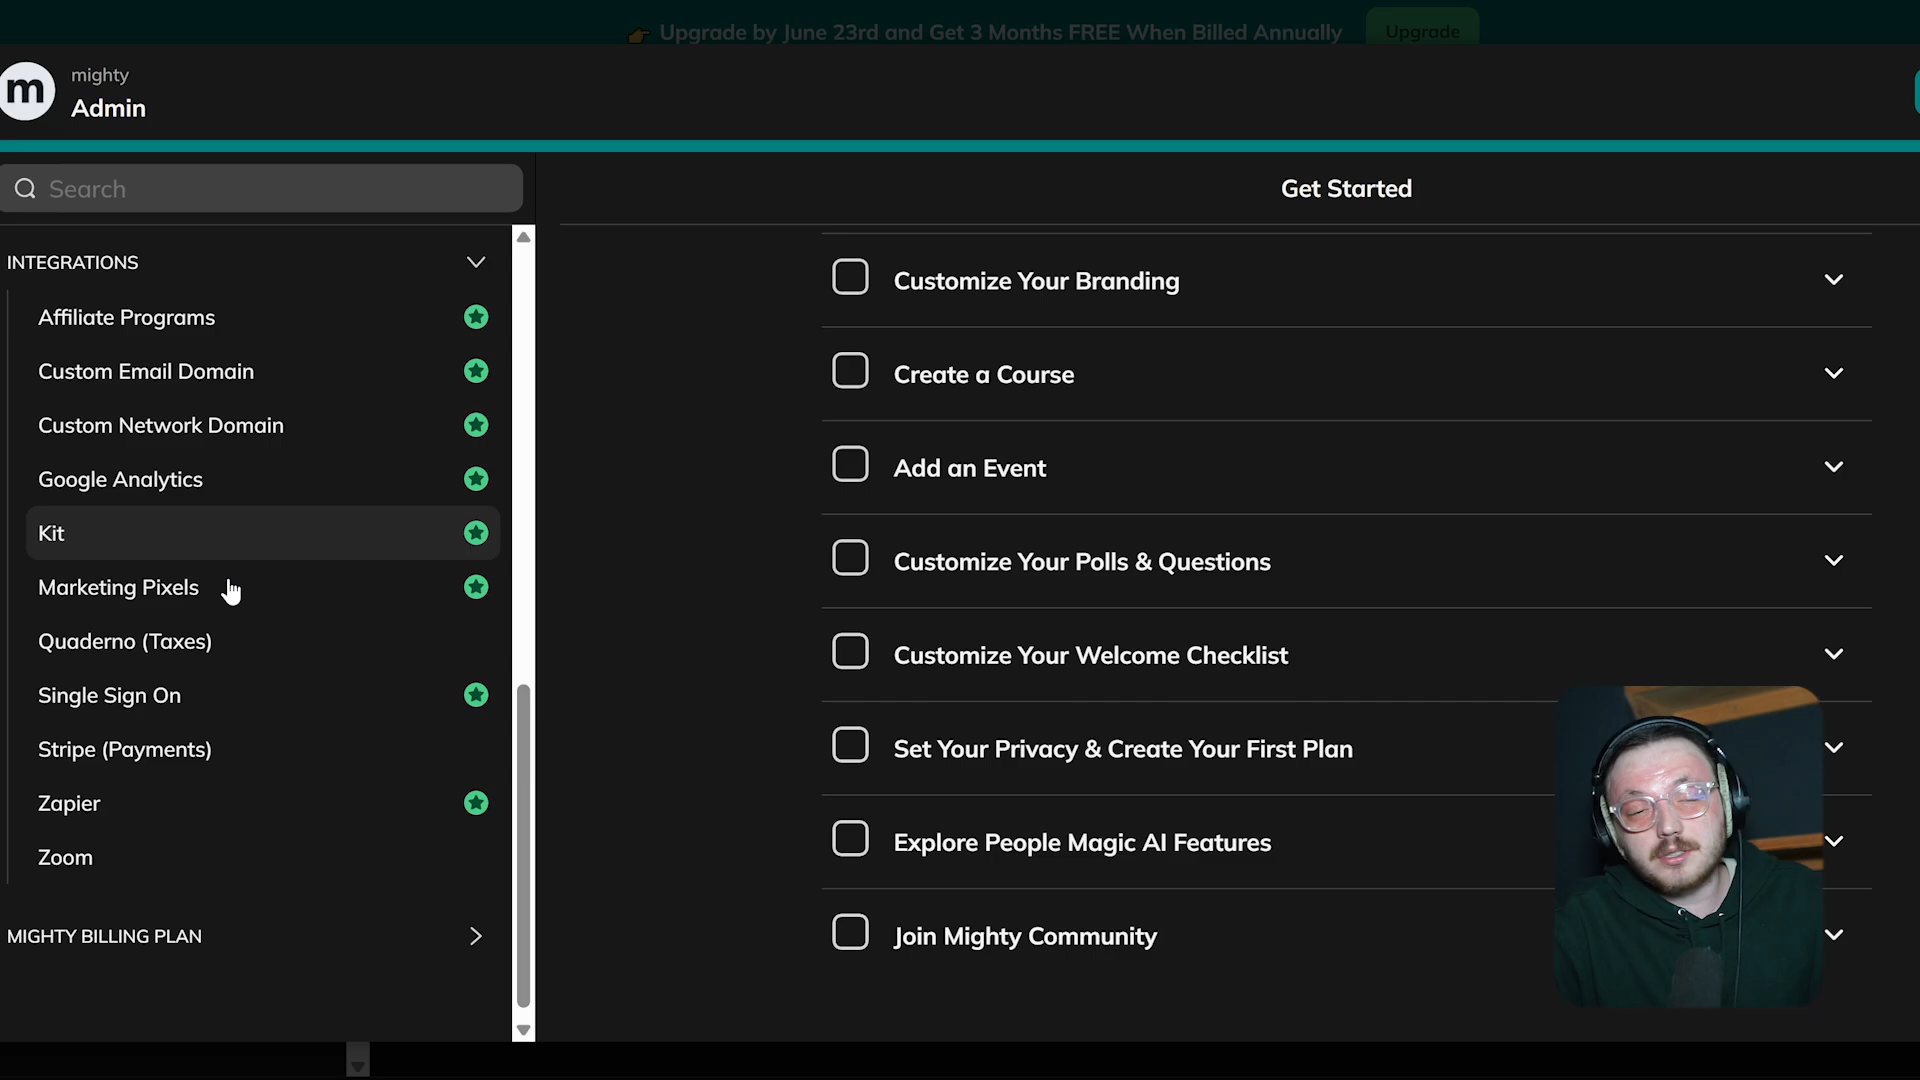 Upgrade by June 23rd and Get 3 Months FREE When Billed Annually
Upgrade
m
mighty
Admin
Search
Get Started
INTEGRATIONS
Affiliate Programs
Custom Email Domain
Custom Network Domain
Google Analytics
Kit
Marketing Pixels
Quaderno (Taxes)
Single Sign On
Stripe (Payments)
Zapier
Zoom
MIGHTY BILLING PLAN
Customize Your Branding
Create a Course
Add an Event
Customize Your Polls & Questions
Customize Your Welcome Checklist
Set Your Privacy & Create Your First Plan
Explore People Magic AI Features
Join Mighty Community